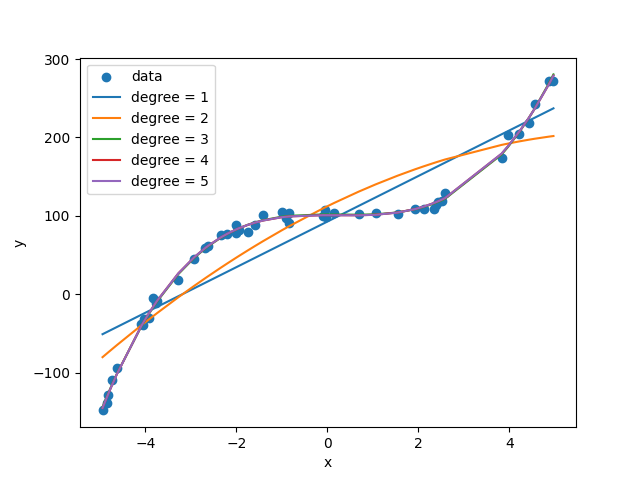 300
200
100
0
−100
y
data
degree = 1
degree = 2
degree = 3
degree = 4
degree = 5
−4
−2
0
2
4
x